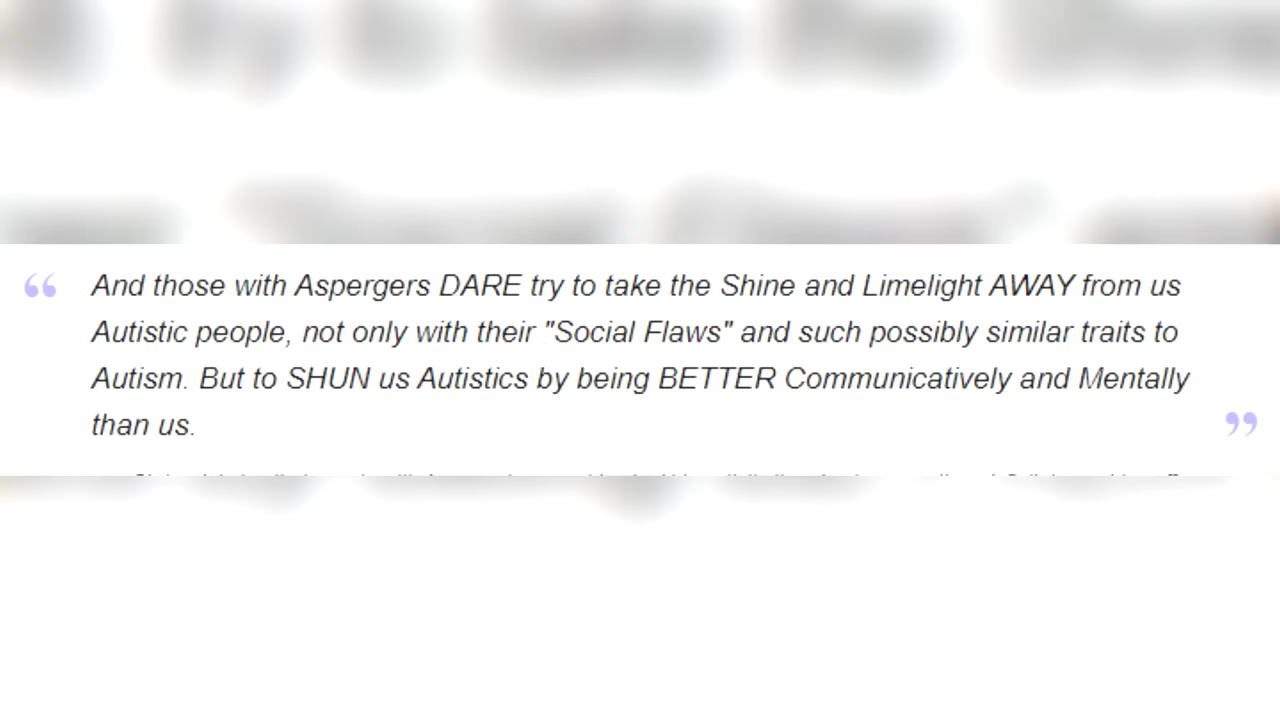 “ And those with Aspergers DARE try to take the Shine and Limelight AWAY from us
Autistic people, not only with their "Social Flaws" and such possibly similar traits to
Autism. But to SHUN us Autistics by being BETTER Communicatively and Mentally
than us. ”